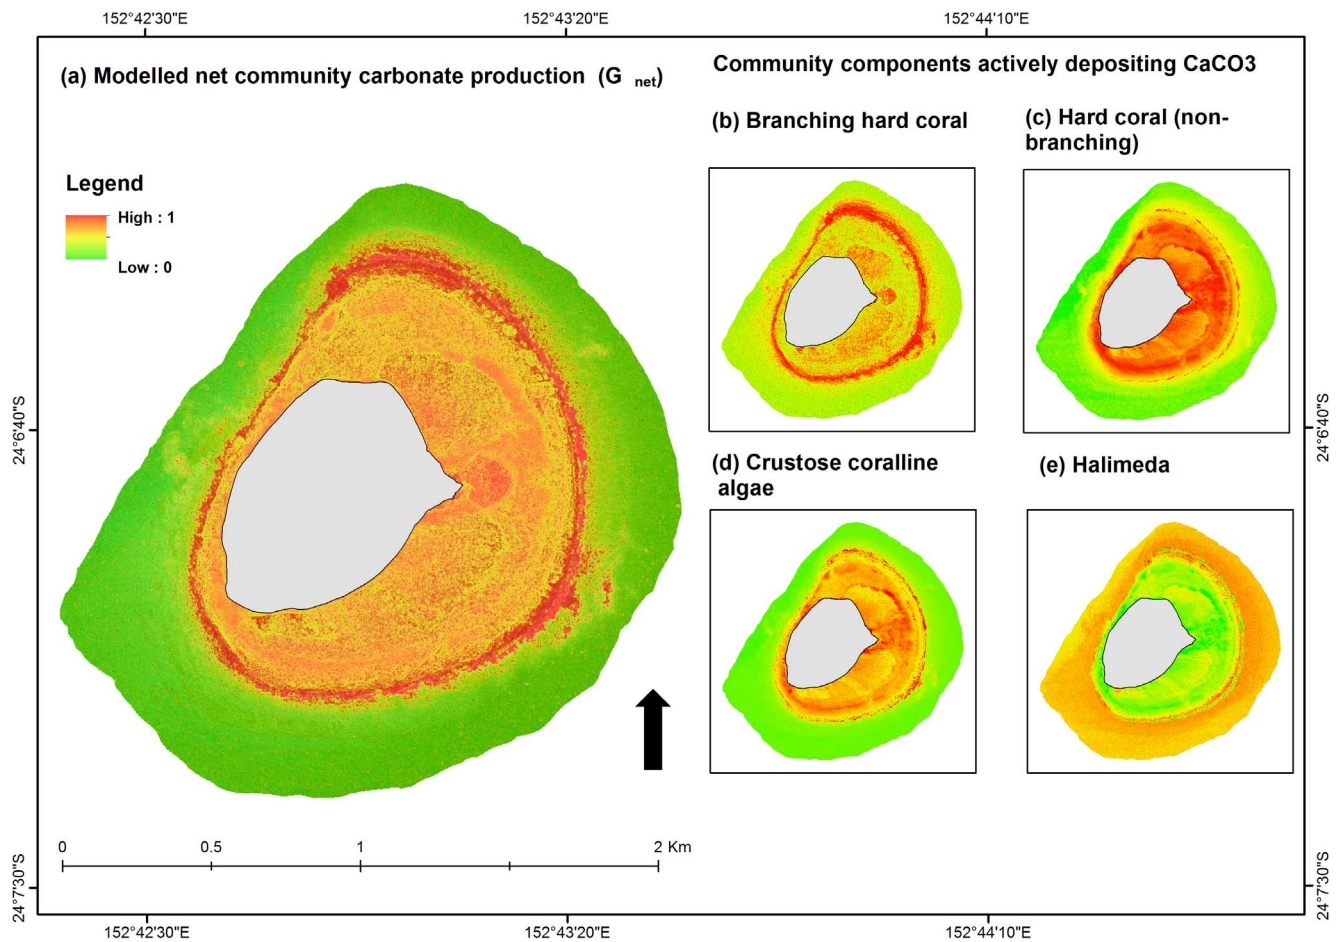 152°42'30"E
152°43'20"E
152°44'10"E
(a) Modelled net community carbonate production (G net)
Community components actively depositing CaCO3
(b) Branching hard coral
(c) Hard coral (non-
branching)
Legend
High : 1
Low : 0
24°6'40"S
24°6'40"S
(d) Crustose coralline
algae
(e) Halimeda
0
0.5
1
2 Km
24°7'30"S
24°7'30"S
152°42'30"E
152°43'20"E
152°44'10"E